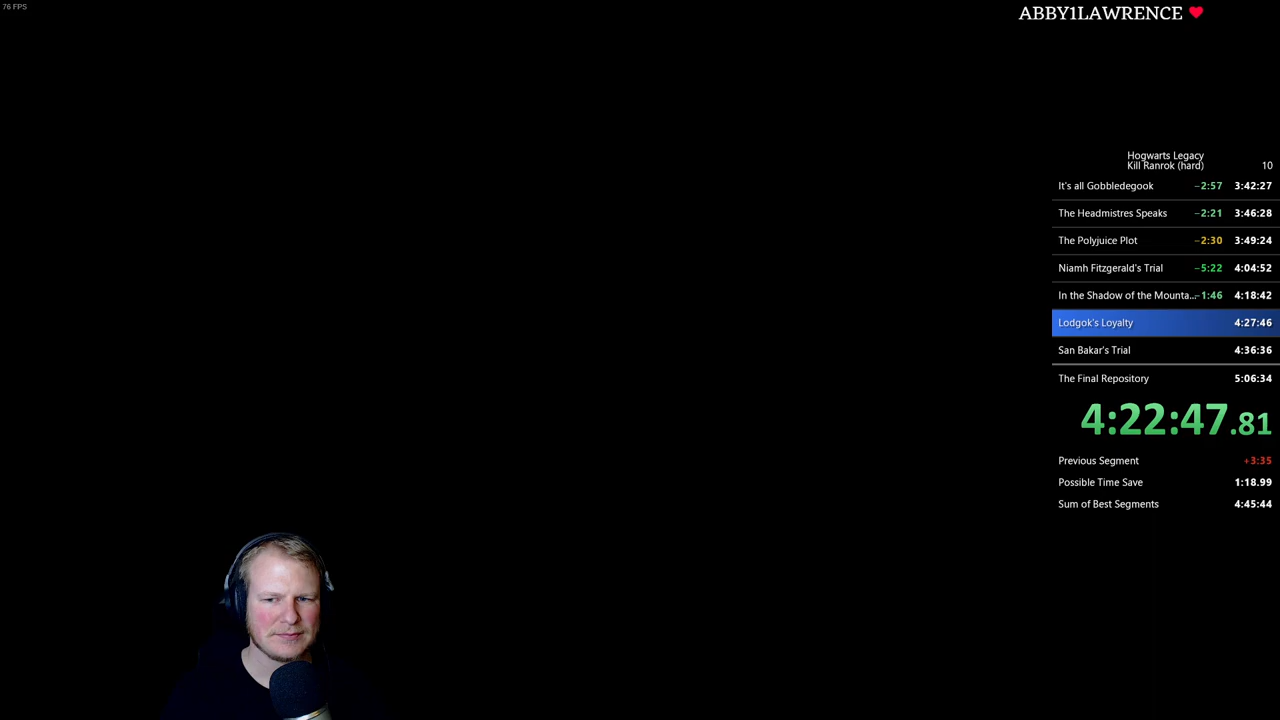 76 FPS
ABBY1LAWRENCE ❤
Hogwarts Legacy
Kill Ranrok (hard) 10
It's all Gobbledegook −2:57 3:42:27
The Headmistres Speaks −2:21 3:46:28
The Polyjuice Plot −2:30 3:49:24
Niamh Fitzgerald's Trial −5:22 4:04:52
In the Shadow of the Mounta... −1:46 4:18:42
Lodgok's Loyalty 4:27:46
San Bakar's Trial 4:36:36
The Final Repository 5:06:34
4:22:47.81
Previous Segment +3:35
Possible Time Save 1:18.99
Sum of Best Segments 4:45:44